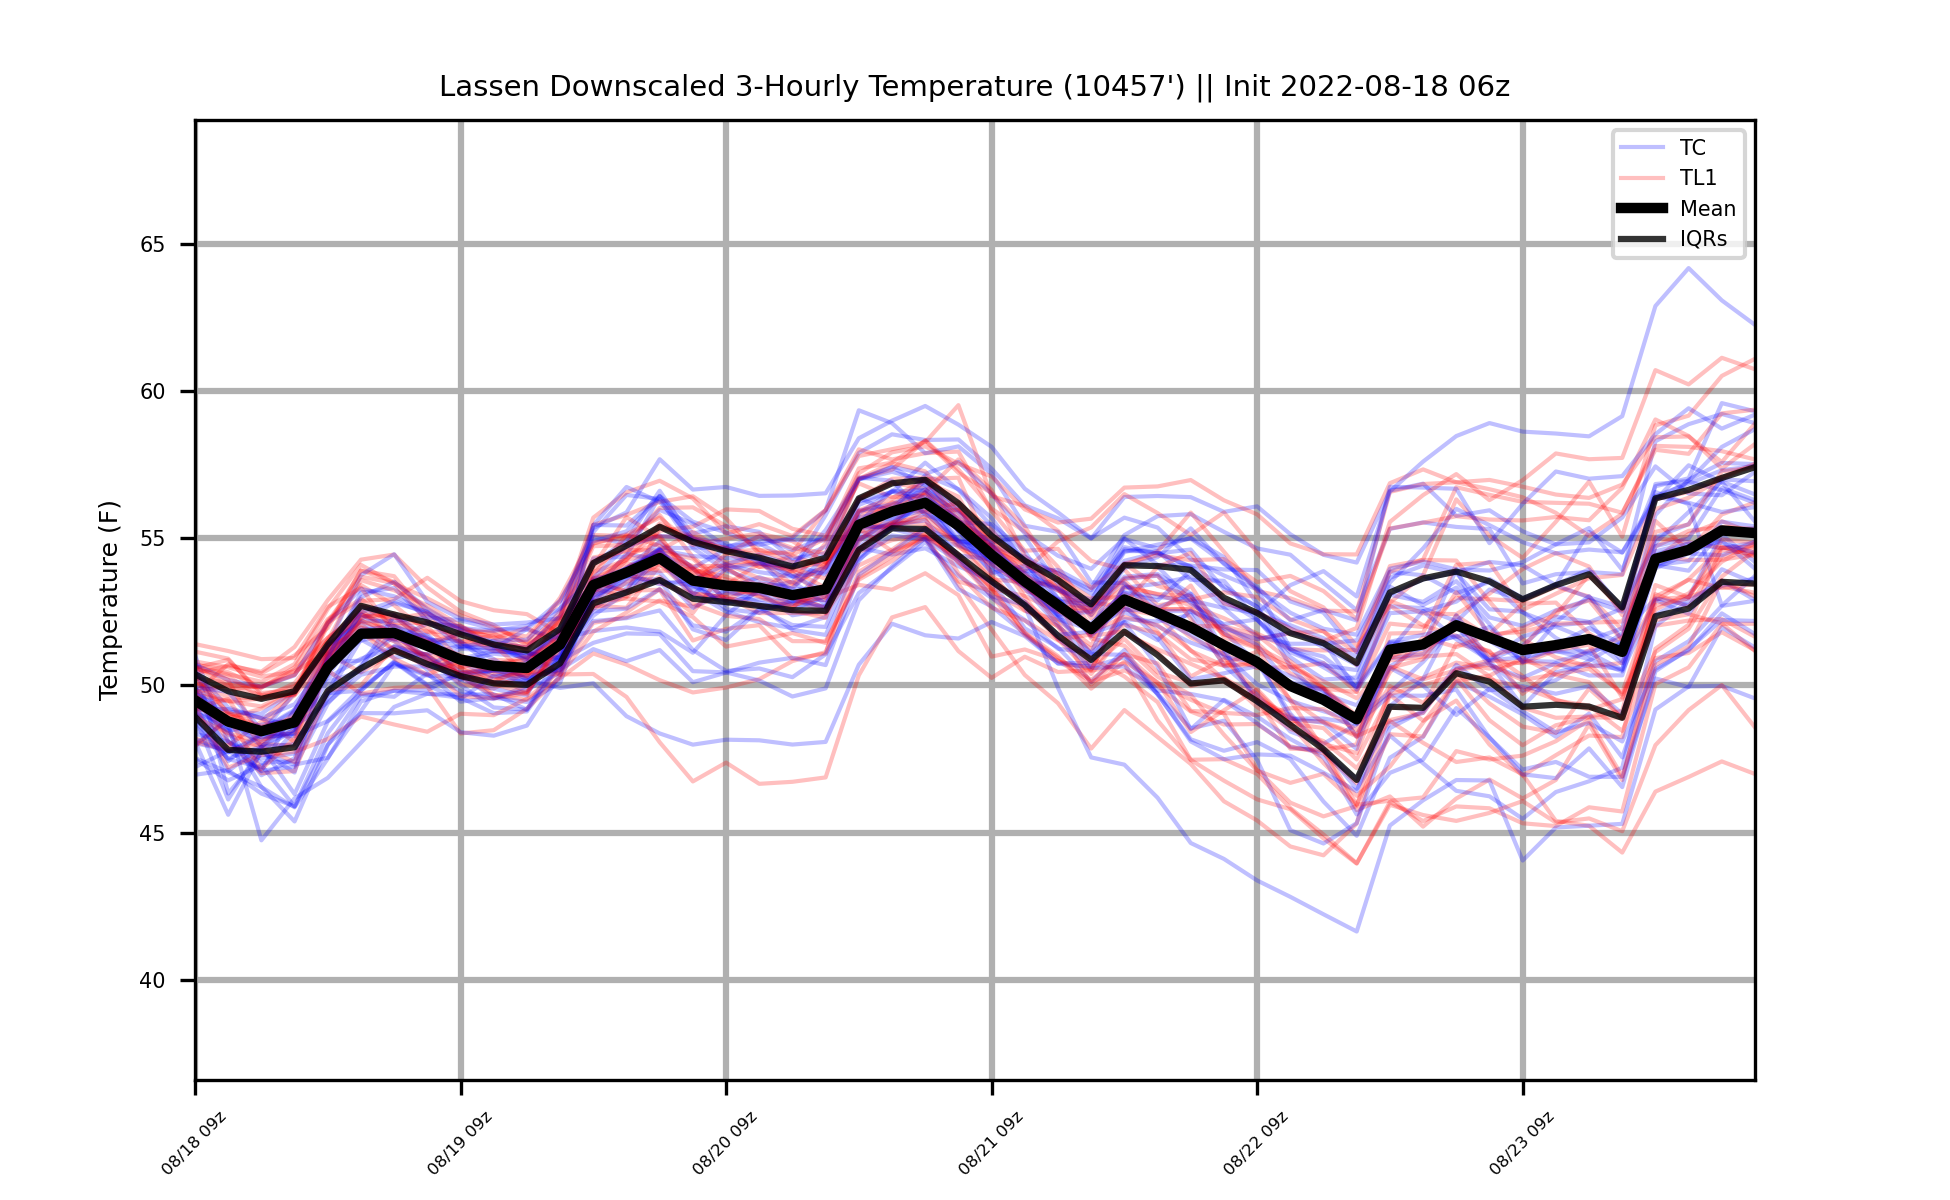 Lassen Downscaled 3-Hourly Temperature (10457') || Init 2022-08-18 06z
TC
TL1
Mean
IQRs
Temperature (F)
65
60
55
50
45
40
08/18 09z
08/19 09z
08/20 09z
08/21 09z
08/22 09z
08/23 09z